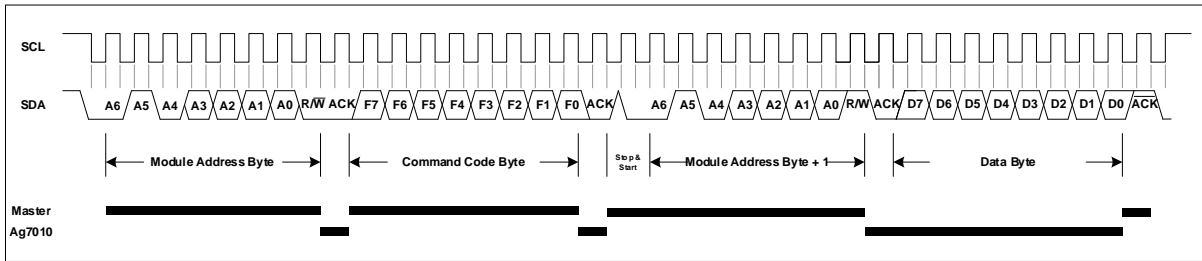 SCL
SDA A6 A5 A4 A3 A2 A1 A0 R/W ACK F7 F6 F5 F4 F3 F2 F1 F0 ACK A6 A5 A4 A3 A2 A1 A0 R/W ACK D7 D6 D5 D4 D3 D2 D1 D0 ACK
Module Address Byte Command Code Byte Stop & Start Module Address Byte + 1 Data Byte
Master
Ag7010